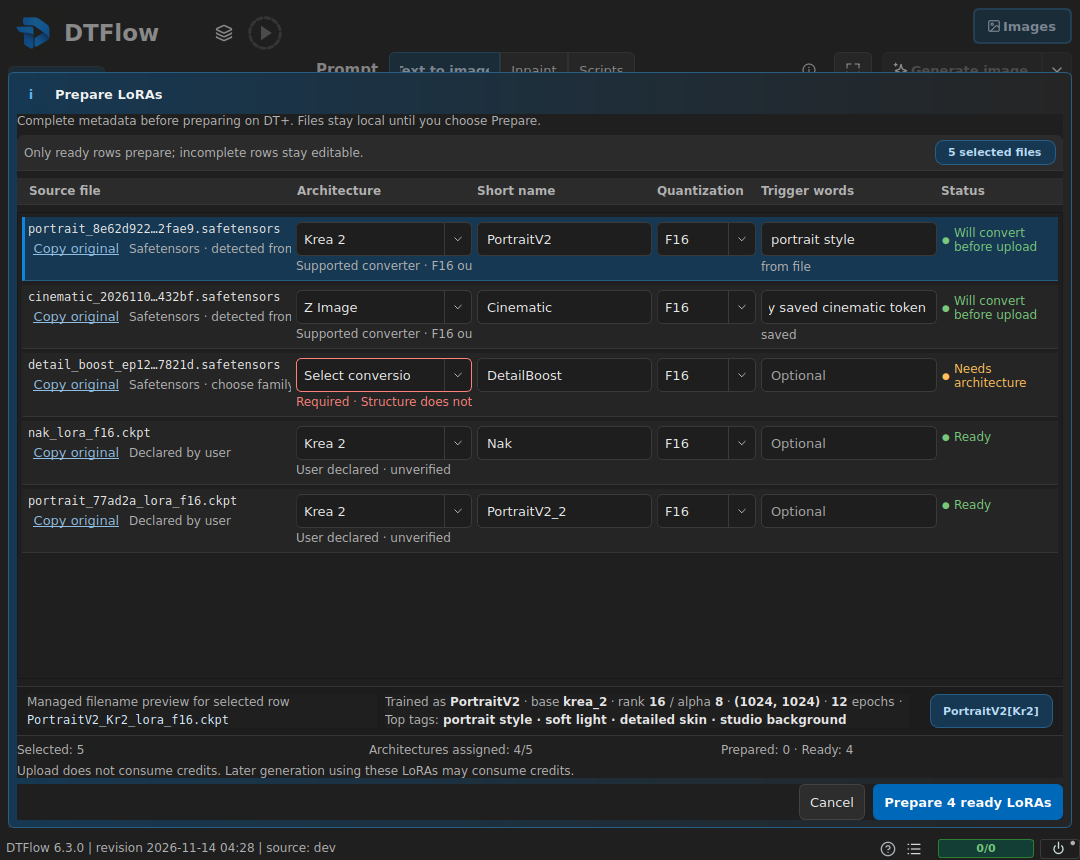 DTFlow
Images
Prompt
Text to image
Inpaint
Scripts
Generate image
i Prepare LoRAs
Complete metadata before preparing on DT+. Files stay local until you choose Prepare.
Only ready rows prepare; incomplete rows stay editable.
5 selected files
Source file Architecture Short name Quantization Trigger words Status
portrait_8e62d922…2fae9.safetensors
Copy original Safetensors · detected fron
Krea 2
Supported converter · F16 ou
PortraitV2
F16
portrait style
from file
Will convert
before upload
cinematic_2026110…432bf.safetensors
Copy original Safetensors · detected fron
Z Image
Supported converter · F16 ou
Cinematic
F16
y saved cinematic token
saved
Will convert
before upload
detail_boost_ep12…7821d.safetensors
Copy original Safetensors · choose family
Select conversio
Required · Structure does not
DetailBoost
F16
Optional
Needs
architecture
nak_lora_f16.ckpt
Copy original Declared by user
Krea 2
User declared · unverified
Nak
F16
Optional
Ready
portrait_77ad2a_lora_f16.ckpt
Copy original Declared by user
Krea 2
User declared · unverified
PortraitV2_2
F16
Optional
Ready
Managed filename preview for selected row
PortraitV2_Kr2_lora_f16.ckpt
Trained as PortraitV2 · base krea_2 · rank 16 / alpha 8 · (1024, 1024) · 12 epochs ·
Top tags: portrait style · soft light · detailed skin · studio background
PortraitV2[Kr2]
Selected: 5
Architectures assigned: 4/5
Prepared: 0 · Ready: 4
Upload does not consume credits. Later generation using these LoRAs may consume credits.
Cancel
Prepare 4 ready LoRAs
DTFlow 6.3.0 | revision 2026-11-14 04:28 | source: dev
0/0